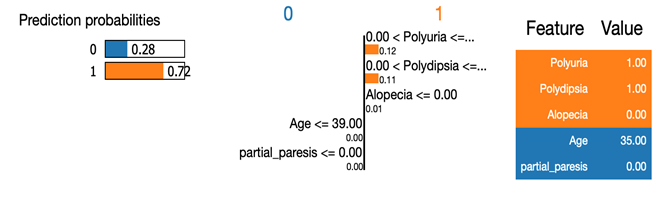 Prediction probabilities
0 0.28
1 0.72
0 1
0.00 < Polyuria <=...
0.12
0.00 < Polydipsia <=...
0.11
Alopecia <= 0.00
0.01
Age <= 39.00
0.00
partial_paresis <= 0.00
0.00
Feature Value
Polyuria 1.00
Polydipsia 1.00
Alopecia 0.00
Age 35.00
partial_paresis 0.00